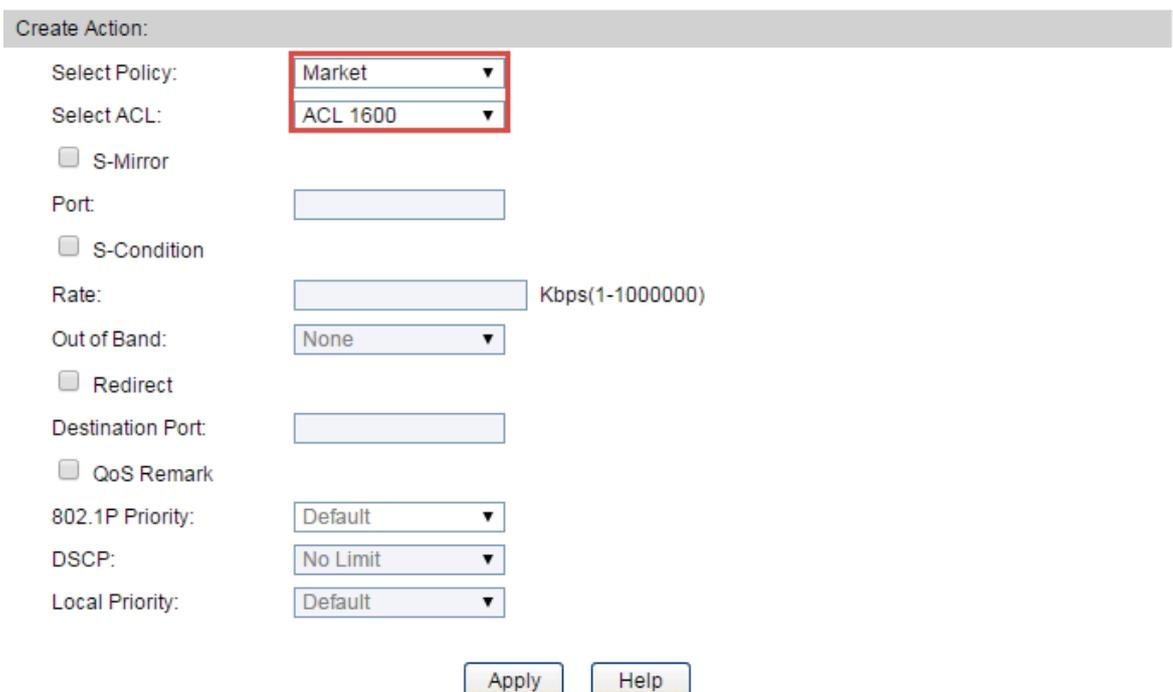 Create Action:
Select Policy: Market
Select ACL: ACL 1600
S-Mirror
Port:
S-Condition
Rate: Kbps(1-1000000)
Out of Band: None
Redirect
Destination Port:
QoS Remark
802.1P Priority: Default
DSCP: No Limit
Local Priority: Default
Apply Help